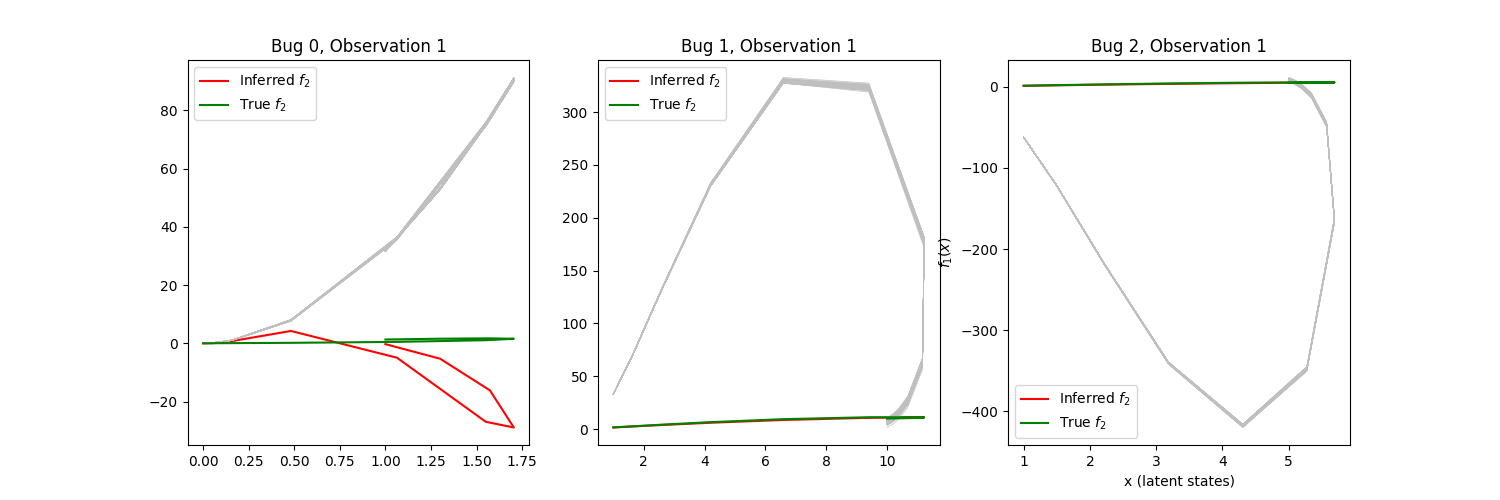 Bug 0, Observation 1
Inferred f₂
True f₂
80
60
40
20
0
−20
0.00 0.25 0.50 0.75 1.00 1.25 1.50 1.75
Bug 1, Observation 1
Inferred f₂
True f₂
300
250
200
150
100
50
0
2 4 6 8 10
Bug 2, Observation 1
f₁(x)
0
−100
−200
−300
−400
Inferred f₂
True f₂
1 2 3 4 5
x (latent states)